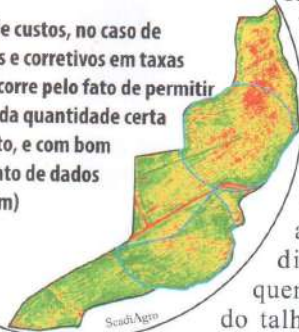 e custos, no caso de
s e corretivos em taxas
corre pelo fato de permitir
da quantidade certa
to, e com bom
nto de dados
m)
ScadiAgro
di
quen
do talh